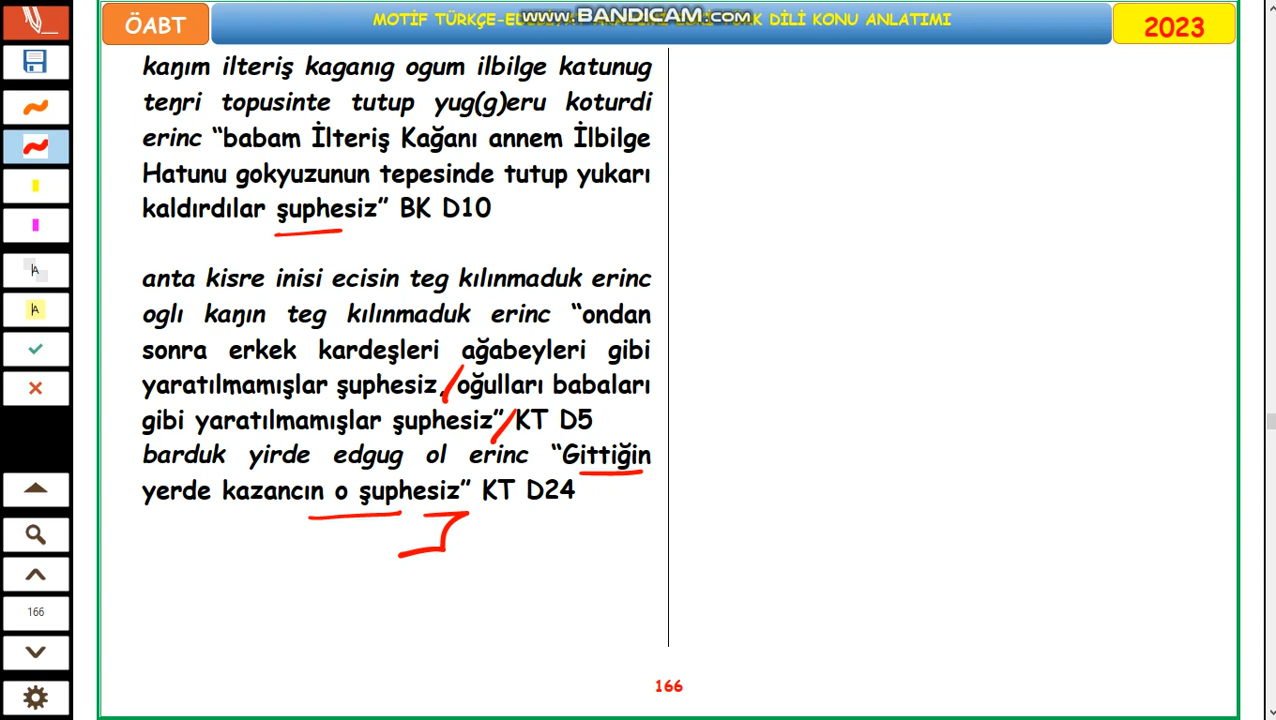 ÖABT
MOTİF TÜRKÇE-EDEBİYAT
www.BANDICAM.com
TÜRK DİLİ KONU ANLATIMI
2023
kaŋım ilteriş kaganıg ogum ilbilge katunug
teŋri topusinte tutup yug(g)eru koturdi
erinc “babam İlteriş Kağanı annem İlbilge
Hatunu gokyuzunun tepesinde tutup yukarı
kaldırdılar şuphesiz” BK D10
anta kisre inisi ecisin teg kılınmaduk erinc
oglı kaŋın teg kılınmaduk erinc “ondan
sonra erkek kardeşleri ağabeyleri gibi
yaratılmamışlar şuphesiz, oğulları babaları
gibi yaratılmamışlar şuphesiz” KT D5
barduk yirde edgug ol erinc “Gittiğin
yerde kazancın o şuphesiz” KT D24
166
166